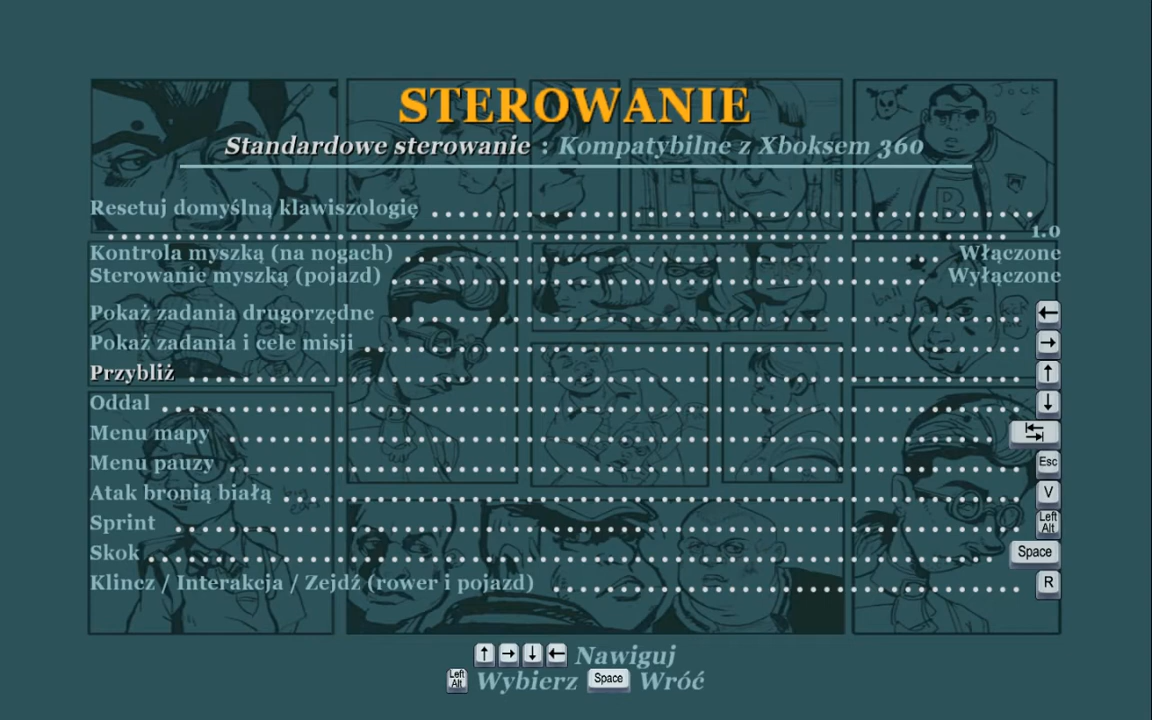 STEROWANIE
Standardowe sterowanie : Kompatybilne z Xboksem 360
Resetuj domyślną klawiszologię
1.0
Kontrola myszką (na nogach) Włączone
Sterowanie myszką (pojazd) Wyłączone
Pokaż zadania drugorzędne ←
Pokaż zadania i cele misji →
Przybliż ↑
Oddal ↓
Menu mapy
Menu pauzy Esc
Atak bronią białą V
Sprint Left Alt
Skok Space
Klincz / Interakcja / Zejdź (rower i pojazd) R
↑ → ↓ ← Nawiguj
Left Alt Wybierz Space Wróć
Jock
B